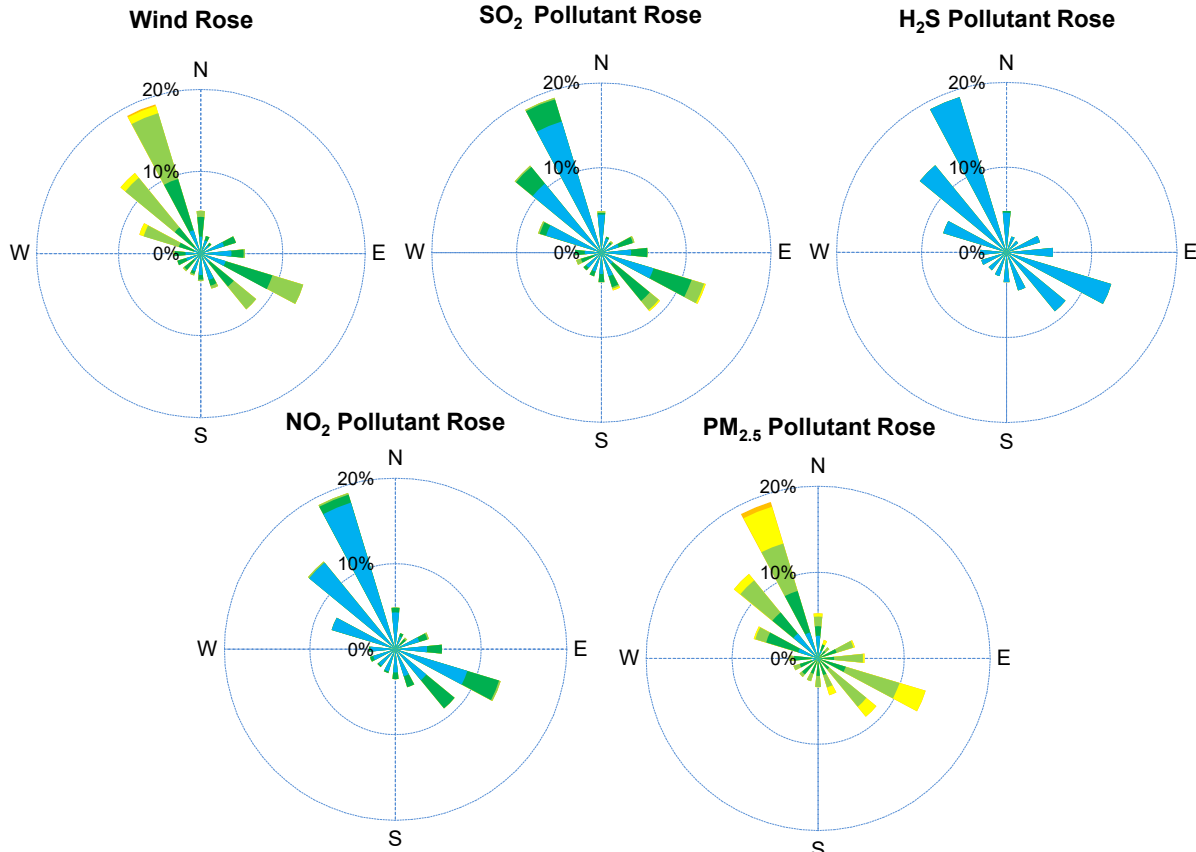 Wind Rose
SO₂ Pollutant Rose
H₂S Pollutant Rose
N
20%
10%
0%
W
E
S
N
20%
10%
0%
W
E
S
N
20%
10%
0%
W
E
S
NO₂ Pollutant Rose
PM₂.₅ Pollutant Rose
N
20%
10%
0%
W
E
S
N
20%
10%
0%
W
E
S